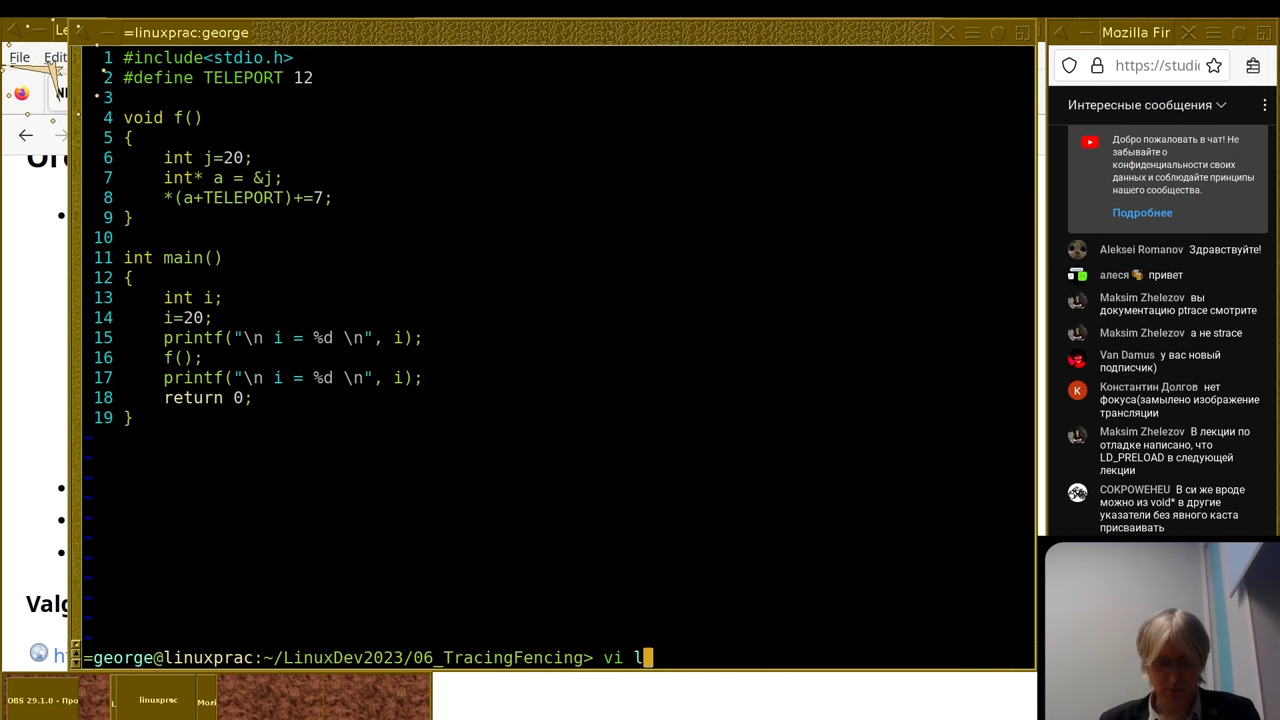 =linuxprac:george
Mozilla Fir
File Edit
https://studi
Интересные сообщения
1 #include<stdio.h>
2 #define TELEPORT 12
3
4 void f()
5 {
6     int j=20;
7     int* a = &j;
8     *(a+TELEPORT)+=7;
9 }
10
11 int main()
12 {
13     int i;
14     i=20;
15     printf("\n i = %d \n", i);
16     f();
17     printf("\n i = %d \n", i);
18     return 0;
19 }
~
~
~
~
~
~
~
~
~
~
~
=george@linuxprac:~/LinuxDev2023/06_TracingFencing> vi l
Добро пожаловать в чат! Не
забывайте о
конфиденциальности своих
данных и соблюдайте принципы
нашего сообщества.
Подробнее
Aleksei Romanov Здравствуйте!
алеся привет
Maksim Zhelezov вы
документацию ptrace смотрите
Maksim Zhelezov а не strace
Van Damus у вас новый
подписчик)
Константин Долгов нет
фокуса(замылено изображение
трансляции
Maksim Zhelezov В лекции по
отладке написано, что
LD_PRELOAD в следующей
лекции
COKPOWEHEU В си же вроде
можно из void* в другие
указатели без явного каста
присваивать
Valg
DBS 29.1.0 - Про
L
linuxprac
Mozi